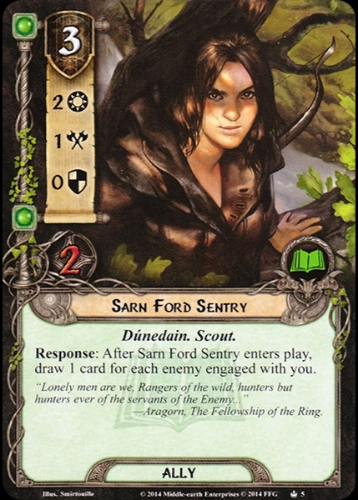 3
2
1
0
2
Sarn Ford Sentry
Dúnedain. Scout.
Response: After Sarn Ford Sentry enters play,
draw 1 card for each enemy engaged with you.
"Lonely men are we, Rangers of the wild, hunters but
hunters ever of the servants of the Enemy..."
—Aragorn, The Fellowship of the Ring.
ALLY
Illus. Smirtouille
© 2014 Middle-earth Enterprises © 2014 FFG
5